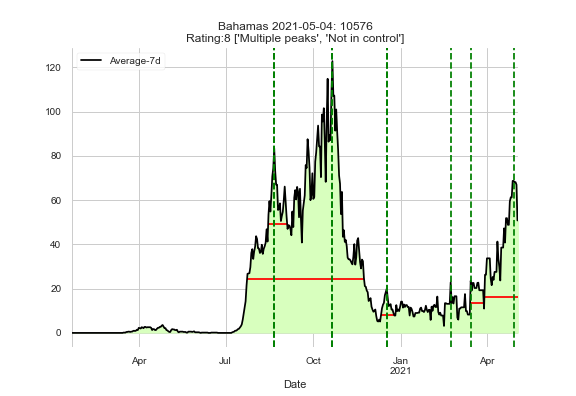 Bahamas 2021-05-04: 10576
Rating:8 ['Multiple peaks', 'Not in control']
Average-7d
120
100
80
60
40
20
0
Apr
Jul
Oct
Jan
2021
Apr
Date